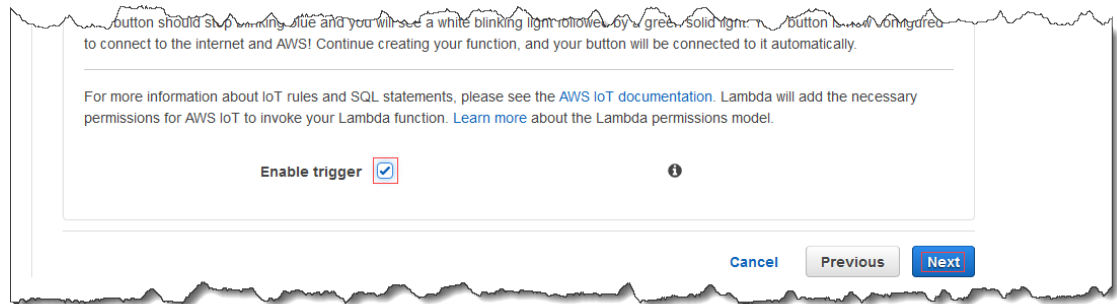 button should stop blinking blue and you will see a white blinking light followed by a green solid light. button is now configured
to connect to the internet and AWS! Continue creating your function, and your button will be connected to it automatically.
For more information about IoT rules and SQL statements, please see the AWS IoT documentation. Lambda will add the necessary
permissions for AWS IoT to invoke your Lambda function. Learn more about the Lambda permissions model.
Enable trigger
Cancel Previous Next